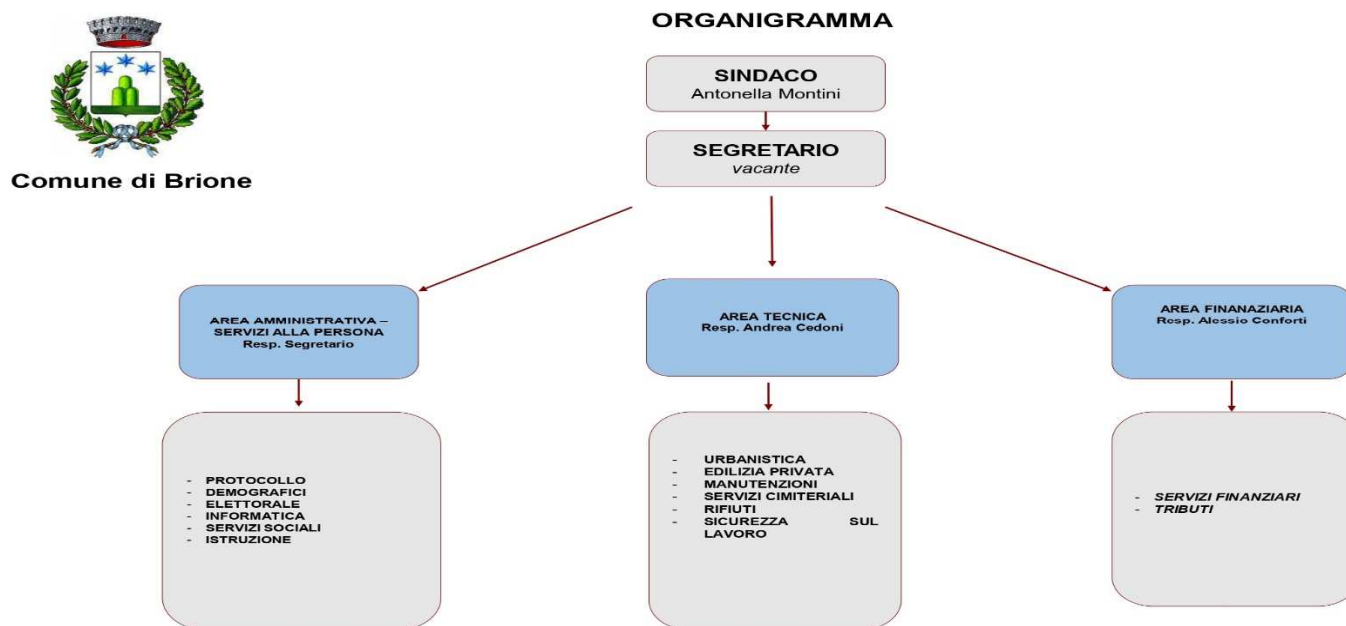 ORGANIGRAMMA
Comune di Brione
SINDACO
Antonella Montini
SEGRETARIO
vacante
AREA AMMINISTRATIVA –
SERVIZI ALLA PERSONA
Resp. Segretario
AREA TECNICA
Resp. Andrea Cedoni
AREA FINANAZIARIA
Resp. Alessio Conforti
- PROTOCOLLO
- DEMOGRAFICI
- ELETTORALE
- INFORMATICA
- SERVIZI SOCIALI
- ISTRUZIONE
- URBANISTICA
- EDILIZIA PRIVATA
- MANUTENZIONI
- SERVIZI CIMITERIALI
- RIFIUTI
- SICUREZZA SUL
LAVORO
- SERVIZI FINANZIARI
- TRIBUTI